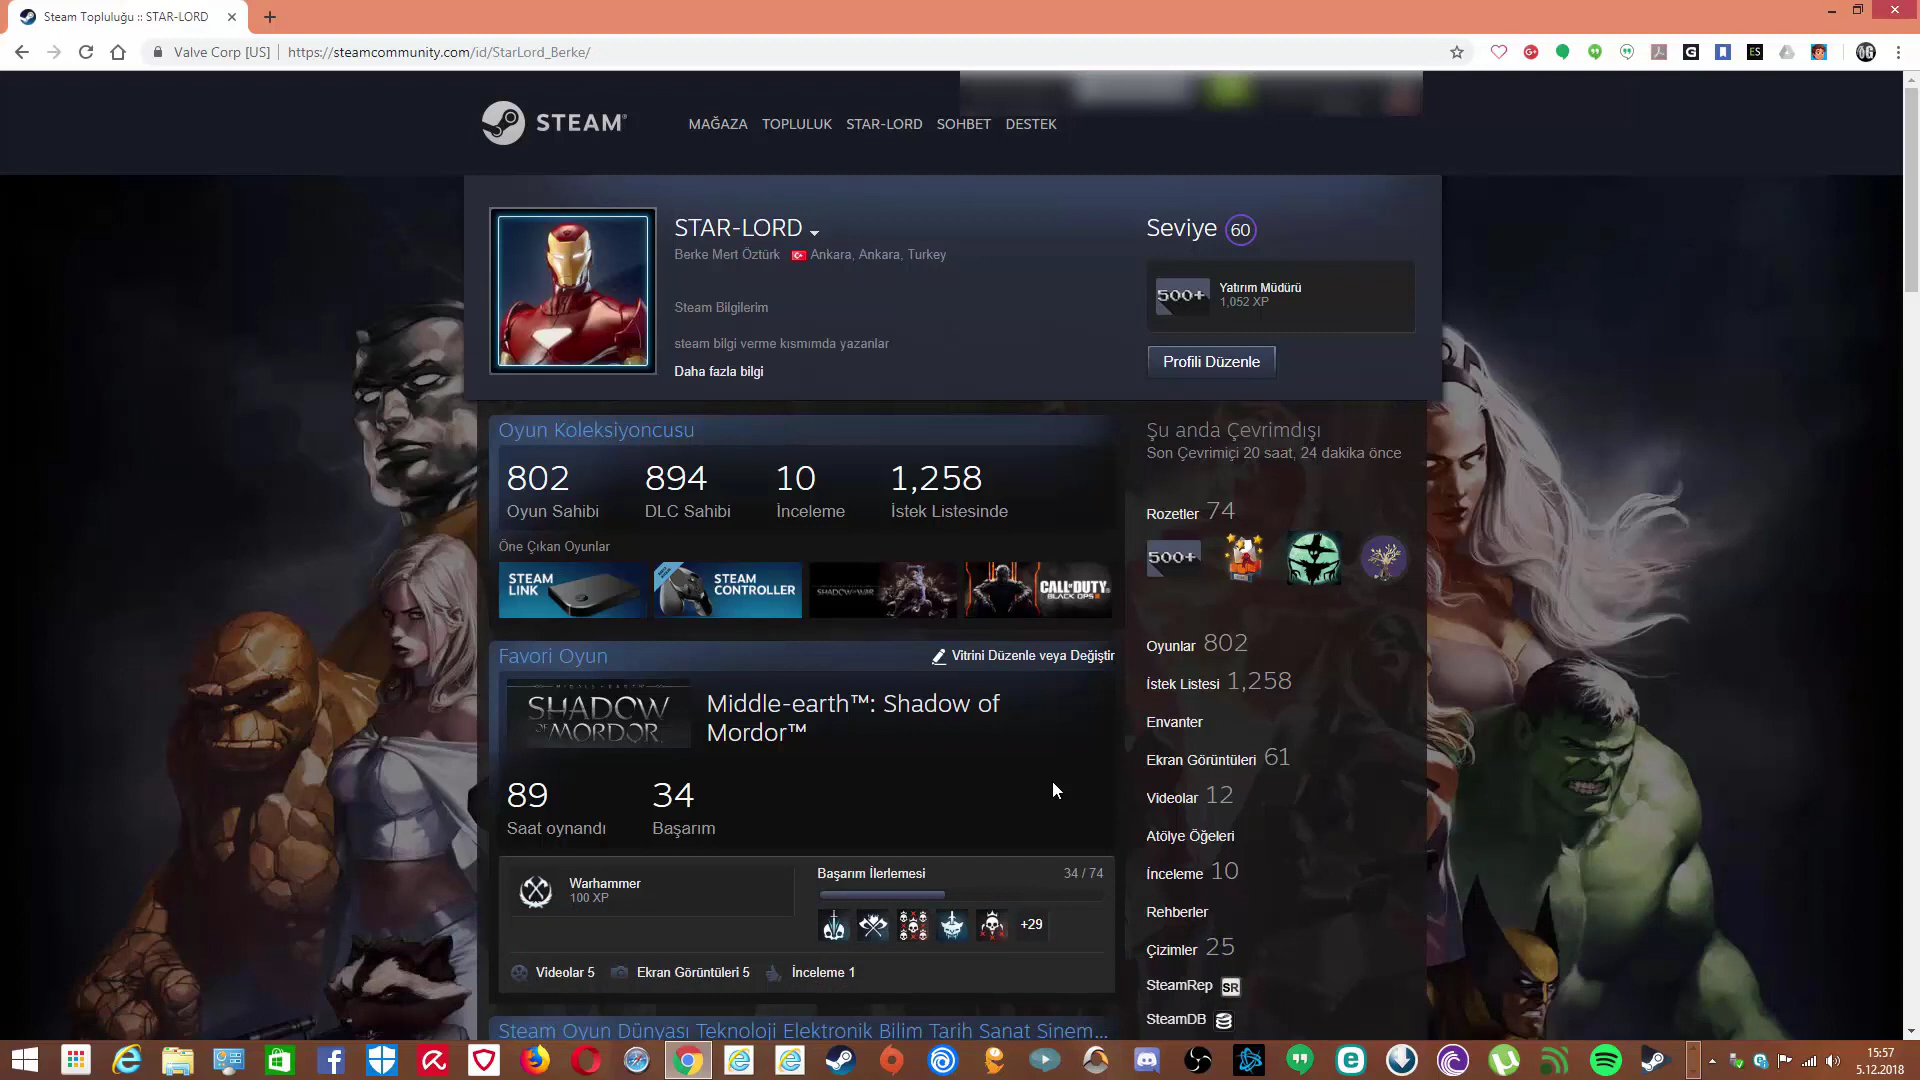 Steam Topluluğu :: STAR-LORD
Valve Corp [US]
https://steamcommunity.com/id/StarLord_Berke/
STEAM
MAĞAZA TOPLULUK STAR-LORD SOHBET DESTEK
STAR-LORD
Berke Mert Öztürk Ankara, Ankara, Turkey
Steam Bilgilerim
steam bilgi verme kısmımda yazanlar
Daha fazla bilgi
Seviye 60
500+
Yatırım Müdürü
1,052 XP
Profili Düzenle
Oyun Koleksiyoncusu
802 894 10 1,258
Oyun Sahibi DLC Sahibi İnceleme İstek Listesinde
Öne Çıkan Oyunlar
STEAM LINK
STEAM CONTROLLER
SHADOW OF WAR
CALL OF DUTY
BLACK OPS III
Favori Oyun
Vitrini Düzenle veya Değiştir
SHADOW OF MORDOR
Middle-earth™: Shadow of
Mordor™
89 34
Saat oynandı Başarım
Warhammer
100 XP
Başarım İlerlemesi 34 / 74
+29
Videolar 5 Ekran Görüntüleri 5 İnceleme 1
Steam Oyun Dünyası Teknoloji Elektronik Bilim Tarih Sanat Sinem...
Şu anda Çevrimdışı
Son Çevrimiçi 20 saat, 24 dakika önce
Rozetler 74
500+
Oyunlar 802
İstek Listesi 1,258
Envanter
Ekran Görüntüleri 61
Videolar 12
Atölye Öğeleri
İnceleme 10
Rehberler
Çizimler 25
SteamRep SR
SteamDB
15:57
5.12.2018